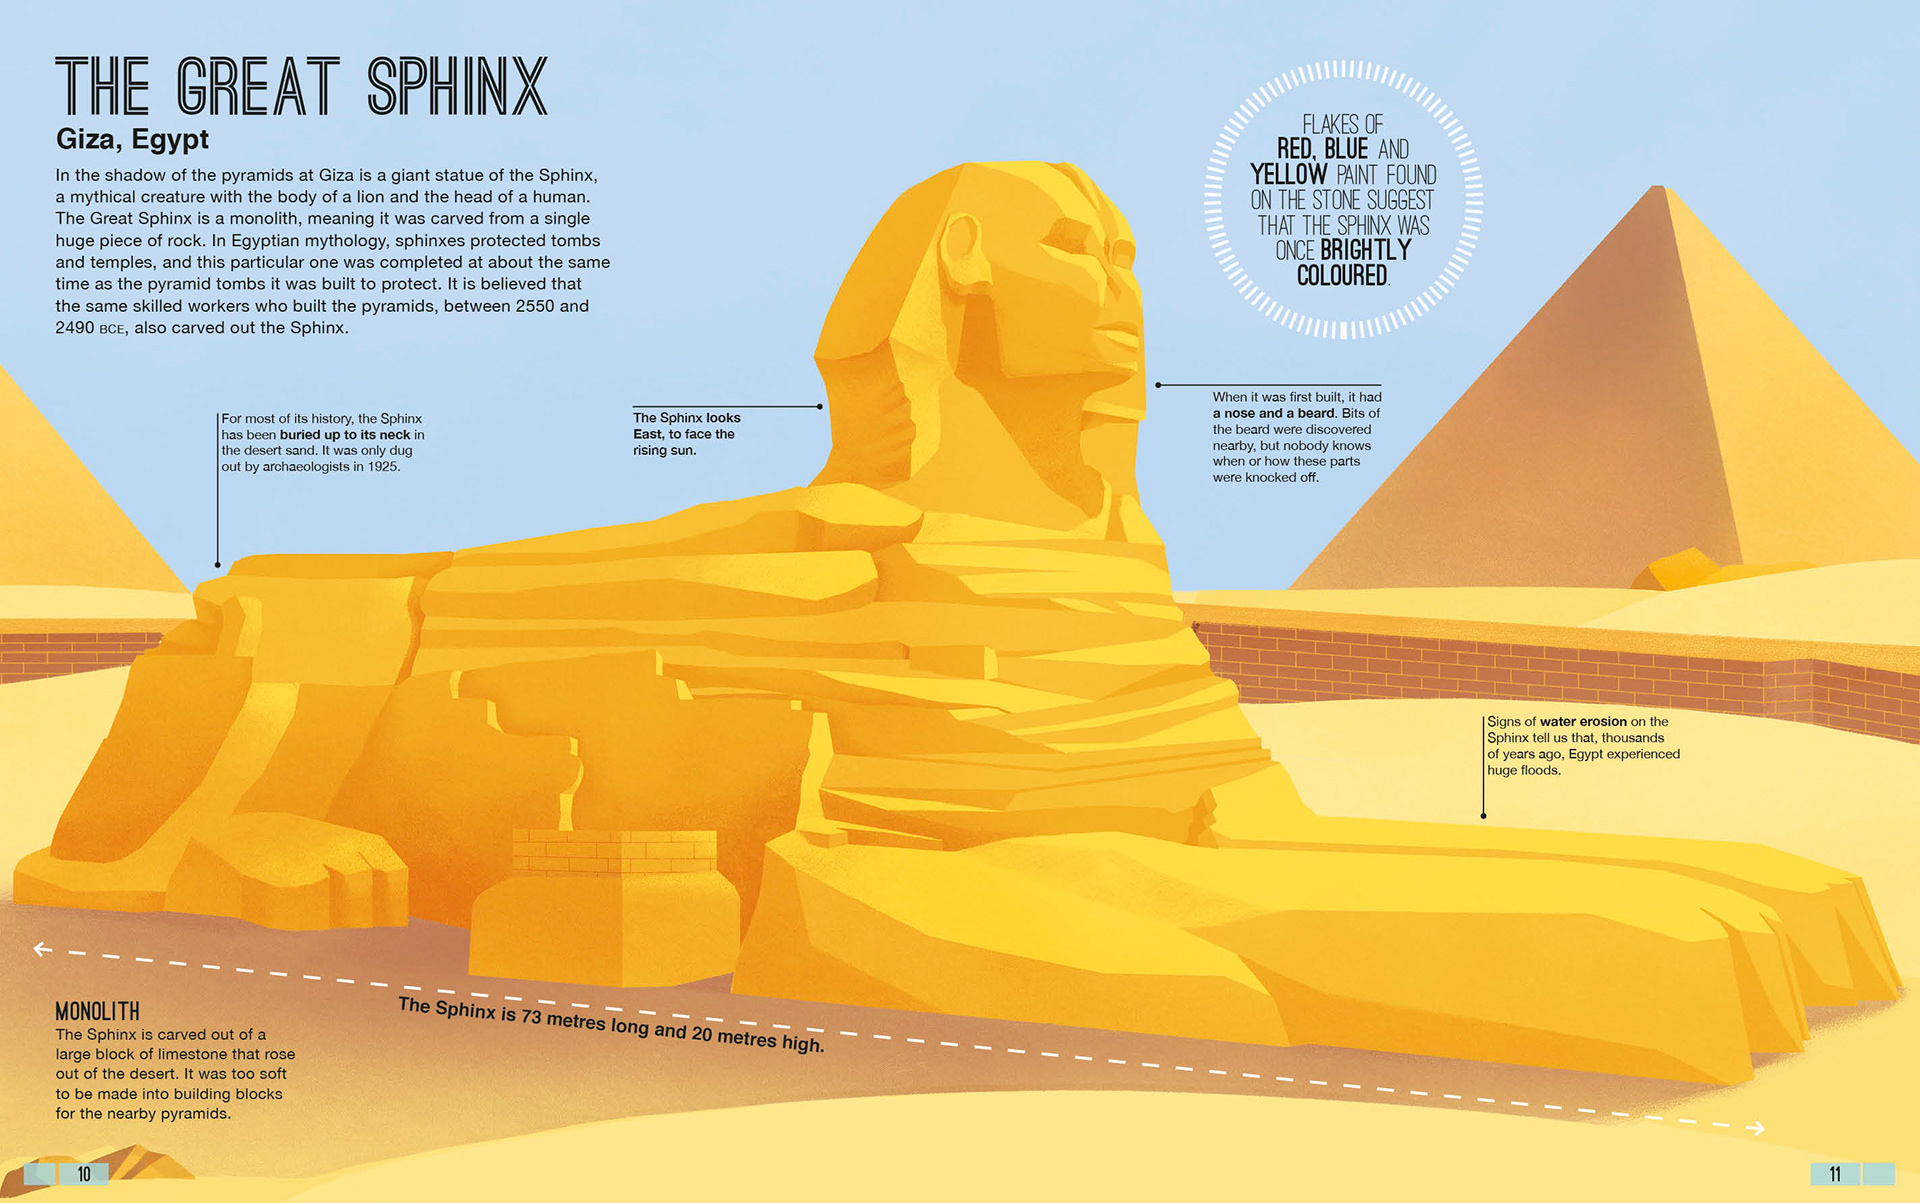 THE GREAT SPHINX
Giza, Egypt
In the shadow of the pyramids at Giza is a giant statue of the Sphinx,
a mythical creature with the body of a lion and the head of a human.
The Great Sphinx is a monolith, meaning it was carved from a single
huge piece of rock. In Egyptian mythology, sphinxes protected tombs
and temples, and this particular one was completed at about the same
time as the pyramid tombs it was built to protect. It is believed that
the same skilled workers who built the pyramids, between 2550 and
2490 BCE, also carved out the Sphinx.
FLAKES OF
RED, BLUE AND
YELLOW PAINT FOUND
ON THE STONE SUGGEST
THAT THE SPHINX WAS
ONCE BRIGHTLY
COLOURED.
For most of its history, the Sphinx
has been buried up to its neck in
the desert sand. It was only dug
out by archaeologists in 1925.
The Sphinx looks
East, to face the
rising sun.
When it was first built, it had
a nose and a beard. Bits of
the beard were discovered
nearby, but nobody knows
when or how these parts
were knocked off.
Signs of water erosion on the
Sphinx tell us that, thousands
of years ago, Egypt experienced
huge floods.
The Sphinx is 73 metres long and 20 metres high.
MONOLITH
The Sphinx is carved out of a
large block of limestone that rose
out of the desert. It was too soft
to be made into building blocks
for the nearby pyramids.
10
11